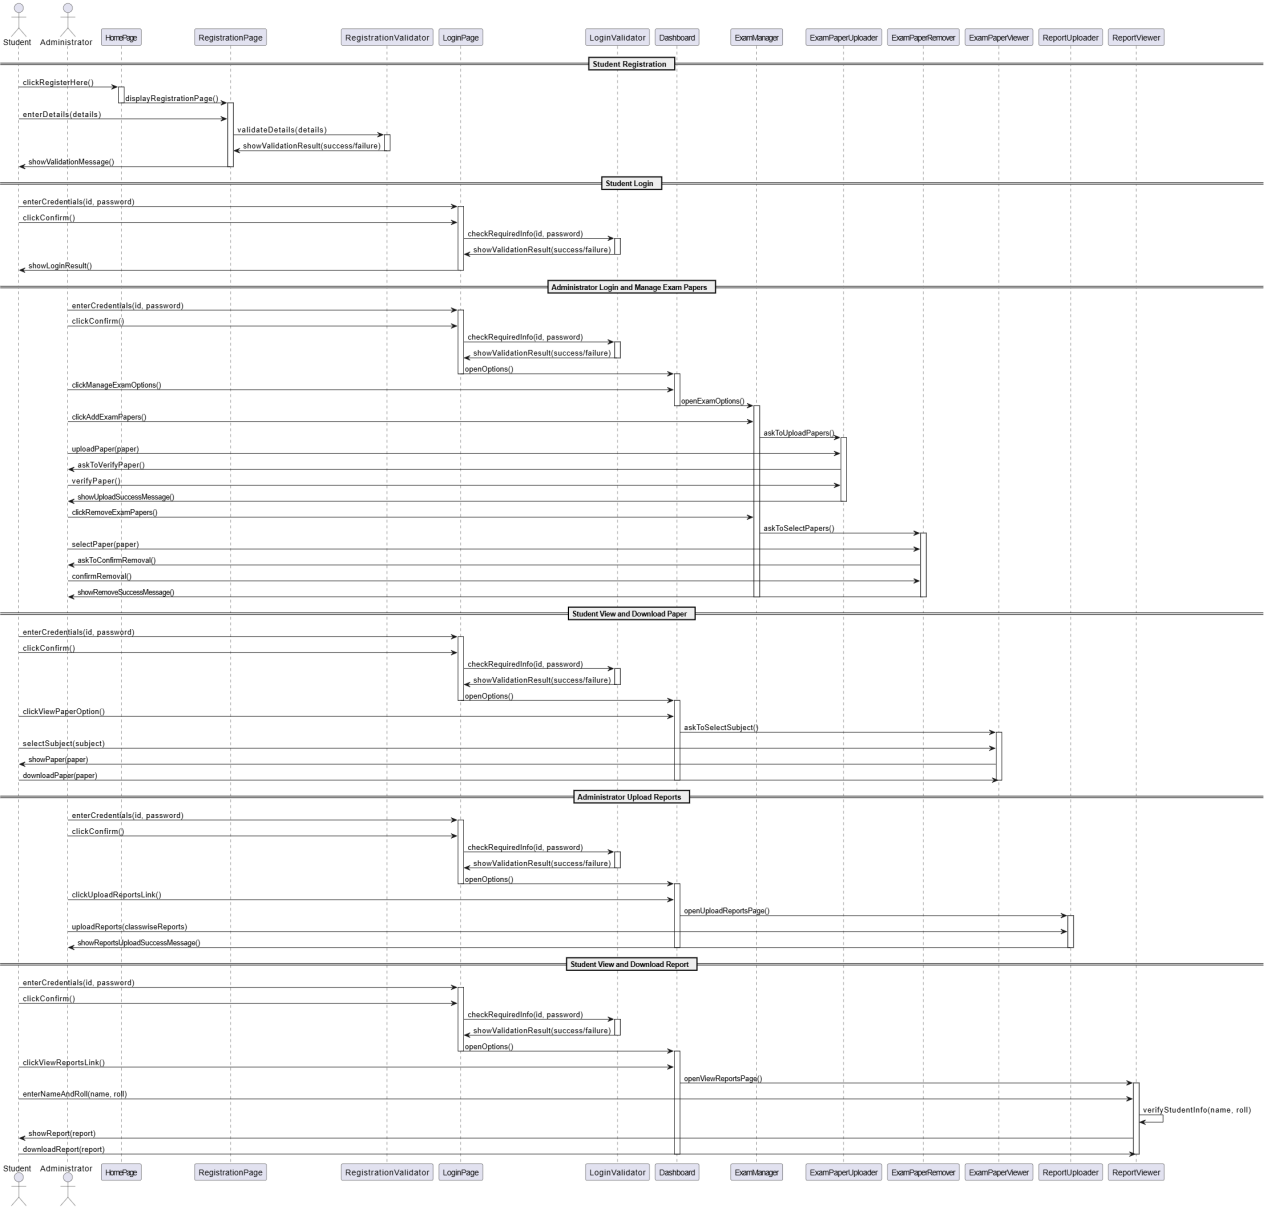 Student
Administrator
HomePage
RegistrationPage
RegistrationValidator
LoginPage
LoginValidator
Dashboard
ExamManager
ExamPaperUploader
ExamPaperRemover
ExamPaperViewer
ReportUploader
ReportViewer
Student Registration
clickRegisterHere()
displayRegistrationPage()
enterDetails(details)
validateDetails(details)
showValidationResult(success/failure)
showValidationMessage()
Student Login
enterCredentials(id, password)
clickConfirm()
checkRequiredInfo(id, password)
showValidationResult(success/failure)
showLoginResult()
Administrator Login and Manage Exam Papers
enterCredentials(id, password)
clickConfirm()
checkRequiredInfo(id, password)
showValidationResult(success/failure)
openOptions()
clickManageExamOptions()
openExamOptions()
clickAddExamPapers()
askToUploadPapers()
uploadPaper(paper)
askToVerifyPaper()
verifyPaper()
showUploadSuccessMessage()
clickRemoveExamPapers()
askToSelectPapers()
selectPaper(paper)
askToConfirmRemoval()
confirmRemoval()
showRemoveSuccessMessage()
Student View and Download Paper
enterCredentials(id, password)
clickConfirm()
checkRequiredInfo(id, password)
showValidationResult(success/failure)
openOptions()
clickViewPaperOption()
askToSelectSubject()
selectSubject(subject)
showPaper(paper)
downloadPaper(paper)
Administrator Upload Reports
enterCredentials(id, password)
clickConfirm()
checkRequiredInfo(id, password)
showValidationResult(success/failure)
openOptions()
clickUploadReportsLink()
openUploadReportsPage()
uploadReports(classwiseReports)
showReportsUploadSuccessMessage()
Student View and Download Report
enterCredentials(id, password)
clickConfirm()
checkRequiredInfo(id, password)
showValidationResult(success/failure)
openOptions()
clickViewReportsLink()
openViewReportsPage()
enterNameAndRoll(name, roll)
verifyStudentInfo(name, roll)
showReport(report)
downloadReport(report)
Student
Administrator
HomePage
RegistrationPage
RegistrationValidator
LoginPage
LoginValidator
Dashboard
ExamManager
ExamPaperUploader
ExamPaperRemover
ExamPaperViewer
ReportUploader
ReportViewer